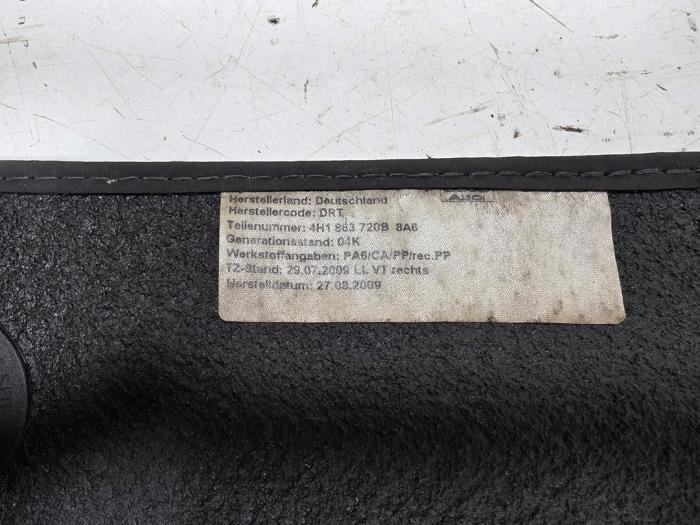 Herstellerland: Deutschland
Herstellercode: DRT
Teilenummer: 4H1 863 720B 8A6
Generationsstand: 04K
Werkstoffangaben: PA6/CA/PP/rec.PP
TZ-Stand: 29.07.2009 LL VT rechts
Herstelldatum: 27.08.2009